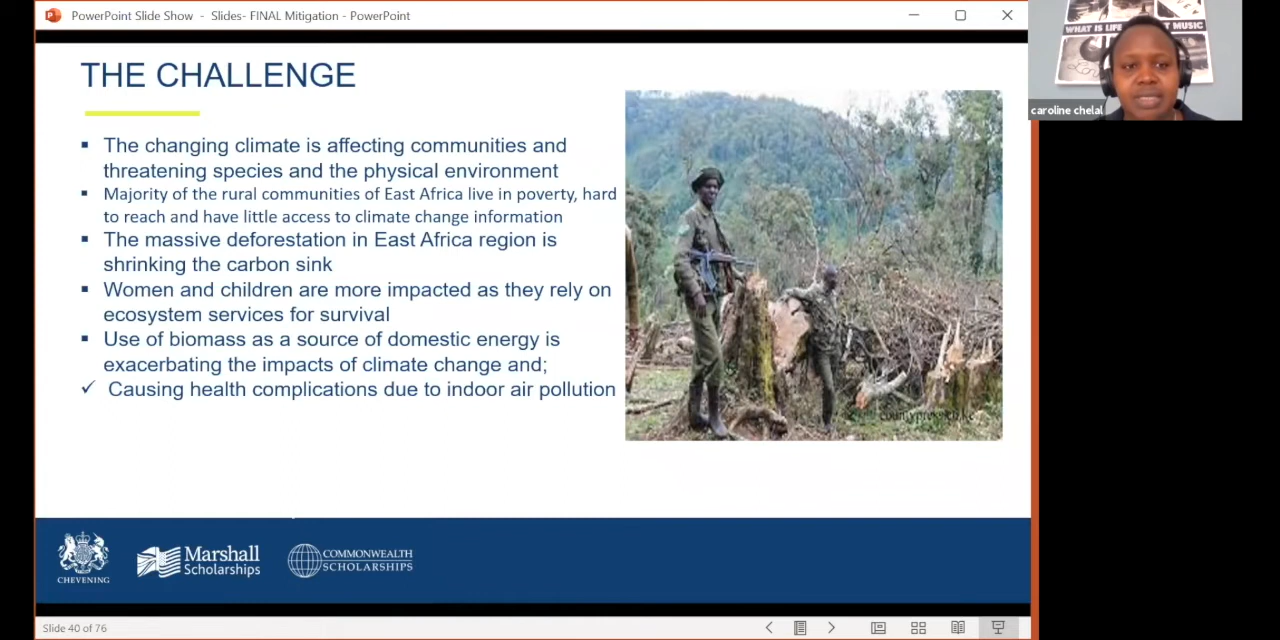 PowerPoint Slide Show - Slides- FINAL Mitigation - PowerPoint
WHAT IS LIFE
T MUSIC
caroline chelal
THE CHALLENGE
▪ The changing climate is affecting communities and
threatening species and the physical environment
▪ Majority of the rural communities of East Africa live in poverty, hard
to reach and have little access to climate change information
▪ The massive deforestation in East Africa region is
shrinking the carbon sink
▪ Women and children are more impacted as they rely on
ecosystem services for survival
▪ Use of biomass as a source of domestic energy is
exacerbating the impacts of climate change and;
✓ Causing health complications due to indoor air pollution
CHEVENING
Marshall
Scholarships
COMMONWEALTH
SCHOLARSHIPS
Slide 40 of 76